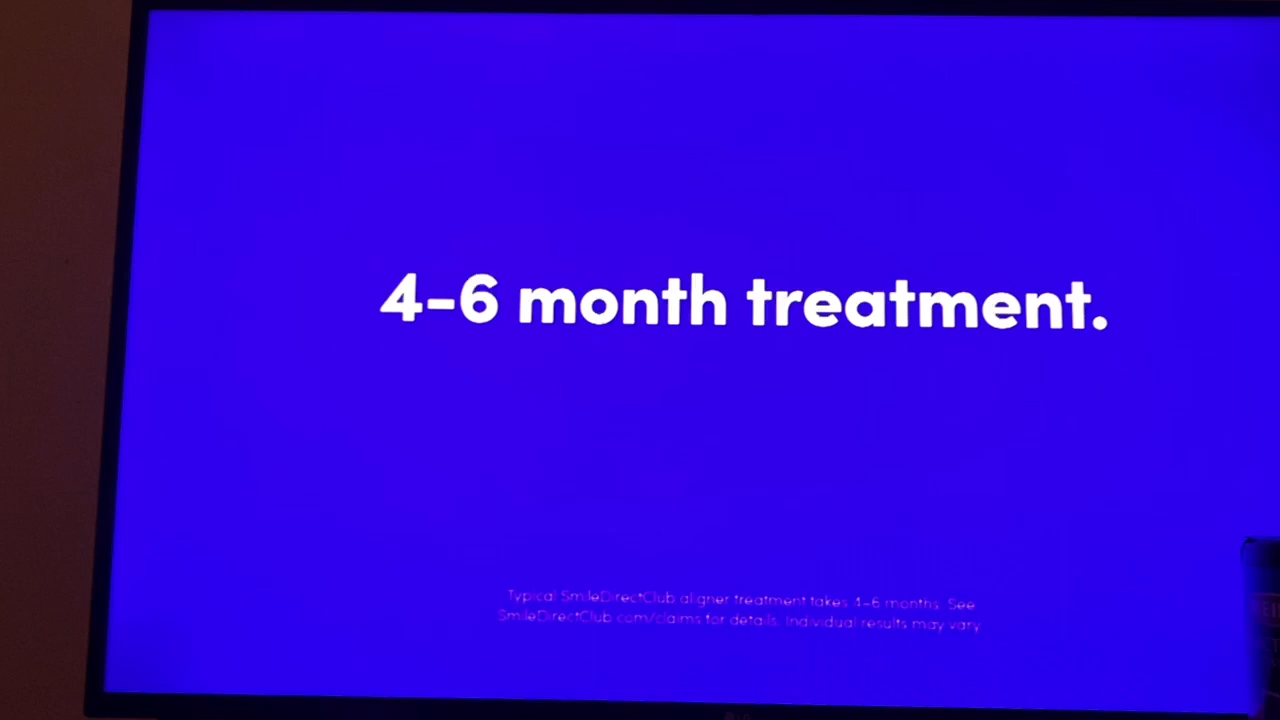 4-6 month treatment.
Typical SmileDirectClub aligner treatment takes 4-6 months. See
SmileDirectClub.com/claims for details. Individual results may vary.